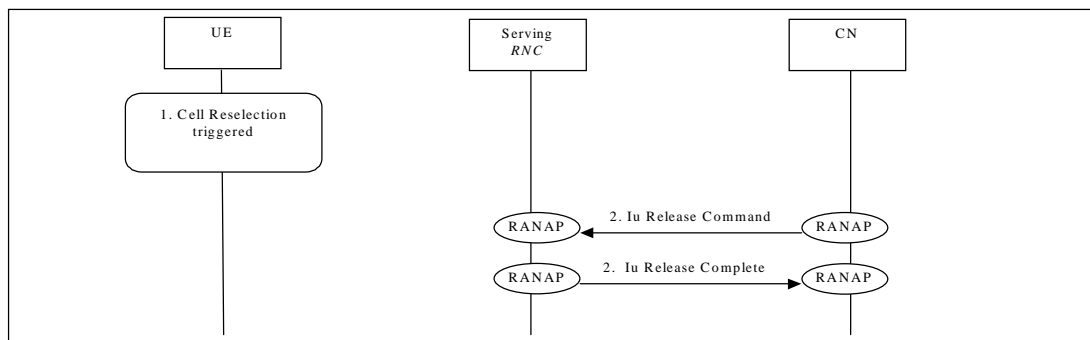 UE
Serving
RNC
CN
1. Cell Reselection
triggered
2. Iu Release Command
RANAP
RANAP
2. Iu Release Complete
RANAP
RANAP